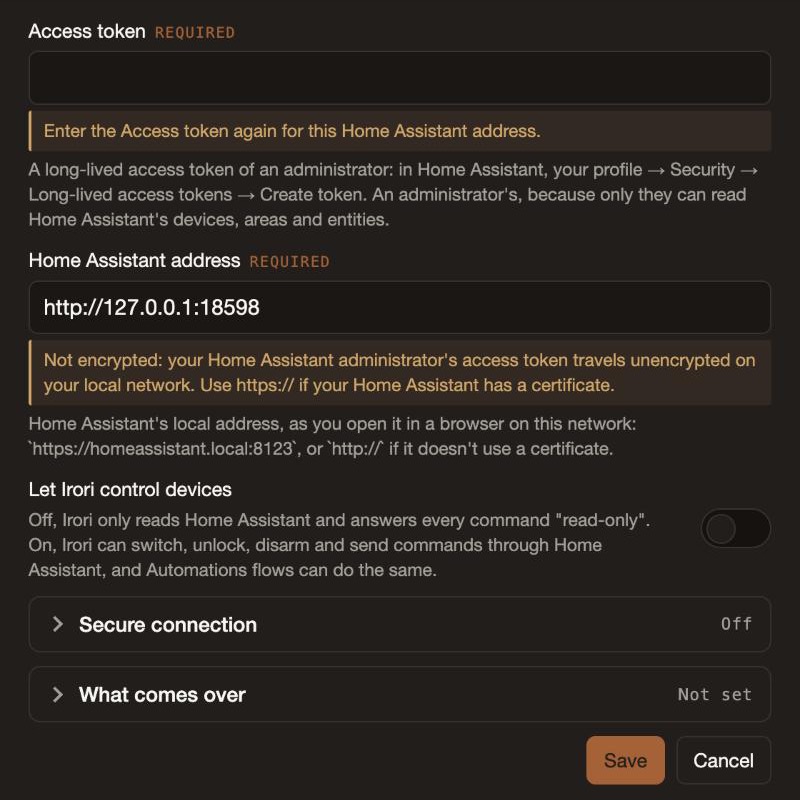 Access token REQUIRED
Enter the Access token again for this Home Assistant address.
A long-lived access token of an administrator: in Home Assistant, your profile → Security →
Long-lived access tokens → Create token. An administrator's, because only they can read
Home Assistant's devices, areas and entities.
Home Assistant address REQUIRED
http://127.0.0.1:18598
Not encrypted: your Home Assistant administrator's access token travels unencrypted on
your local network. Use https:// if your Home Assistant has a certificate.
Home Assistant's local address, as you open it in a browser on this network:
`https://homeassistant.local:8123`, or `http://` if it doesn't use a certificate.
Let Irori control devices
Off, Irori only reads Home Assistant and answers every command "read-only".
On, Irori can switch, unlock, disarm and send commands through Home
Assistant, and Automations flows can do the same.
Secure connection Off
What comes over Not set
Save Cancel